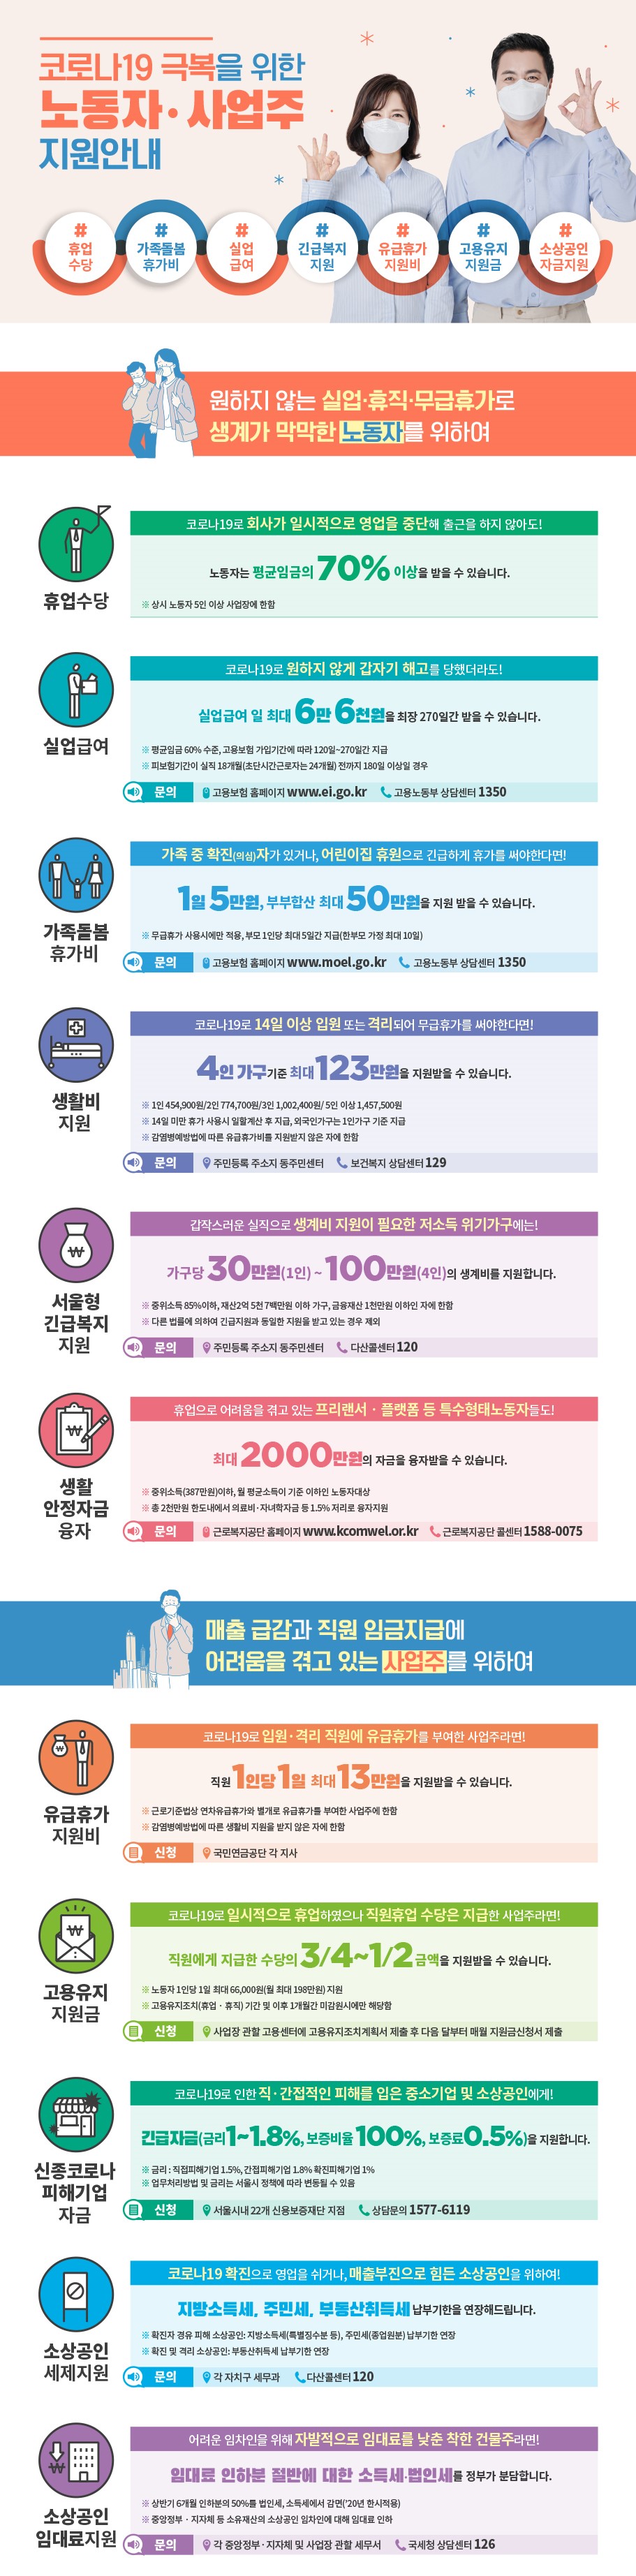 코로나19 극복을 위한
노동자·사업주
지원안내
# 휴업 수당
# 가족돌봄 휴가비
# 실업 급여
# 긴급복지 지원
# 유급휴가 지원비
# 고용유지 지원금
# 소상공인 자금지원
원하지 않는 실업·휴직·무급휴가로
생계가 막막한 노동자를 위하여
휴업수당
코로나19로 회사가 일시적으로 영업을 중단해 출근을 하지 않아도!
노동자는 평균임금의 70% 이상을 받을 수 있습니다.
※ 상시 노동자 5인 이상 사업장에 한함
실업급여
코로나19로 원하지 않게 갑자기 해고를 당했더라도!
실업급여 일 최대 6만 6천원을 최장 270일간 받을 수 있습니다.
※ 평균임금 60% 수준, 고용보험 가입기간에 따라 120일~270일간 지급
※ 피보험기간이 실직 18개월(초단시간근로자는 24개월) 전까지 180일 이상일 경우
문의 고용보험 홈페이지 www.ei.go.kr 고용노동부 상담센터 1350
가족돌봄
휴가비
가족 중 확진(의심)자가 있거나, 어린이집 휴원으로 긴급하게 휴가를 써야한다면!
1일 5만원, 부부합산 최대 50만원을 지원 받을 수 있습니다.
※ 무급휴가 사용시에만 적용, 부모 1인당 최대 5일간 지급(한부모 가정 최대 10일)
문의 고용보험 홈페이지 www.moel.go.kr 고용노동부 상담센터 1350
생활비
지원
코로나19로 14일 이상 입원 또는 격리되어 무급휴가를 써야한다면!
4인 가구기준 최대 123만원을 지원받을 수 있습니다.
※ 1인 454,900원/2인 774,700원/3인 1,002,400원/ 5인 이상 1,457,500원
※ 14일 미만 휴가 사용시 일할계산 후 지급, 외국인가구는 1인가구 기준 지급
※ 감염병예방법에 따른 유급휴가비를 지원받지 않은 자에 한함
문의 주민등록 주소지 동주민센터 보건복지 상담센터 129
서울형
긴급복지
지원
갑작스러운 실직으로 생계비 지원이 필요한 저소득 위기가구에는!
가구당 30만원(1인) ~ 100만원(4인)의 생계비를 지원합니다.
※ 중위소득 85%이하, 재산2억 5천 7백만원 이하 가구, 금융재산 1천만원 이하인 자에 한함
※ 다른 법률에 의하여 긴급지원과 동일한 지원을 받고 있는 경우 제외
문의 주민등록 주소지 동주민센터 다산콜센터 120
생활
안정자금
융자
휴업으로 어려움을 겪고 있는 프리랜서 · 플랫폼 등 특수형태노동자들도!
최대 2000만원의 자금을 융자받을 수 있습니다.
※ 중위소득(387만원)이하, 월 평균소득이 기준 이하인 노동자대상
※ 총 2천만원 한도내에서 의료비·자녀학자금 등 1.5% 저리로 융자지원
문의 근로복지공단 홈페이지 www.kcomwel.or.kr 근로복지공단 콜센터 1588-0075
매출 급감과 직원 임금지급에
어려움을 겪고 있는 사업주를 위하여
유급휴가
지원비
코로나19로 입원·격리 직원에 유급휴가를 부여한 사업주라면!
직원 1인당 1일 최대 13만원을 지원받을 수 있습니다.
※ 근로기준법상 연차유급휴가와 별개로 유급휴가를 부여한 사업주에 한함
※ 감염병예방법에 따른 생활비 지원을 받지 않은 자에 한함
신청 국민연금공단 각 지사
고용유지
지원금
코로나19로 일시적으로 휴업하였으나 직원휴업 수당은 지급한 사업주라면!
직원에게 지급한 수당의 3/4~1/2 금액을 지원받을 수 있습니다.
※ 노동자 1인당 1일 최대 66,000원(월 최대 198만원) 지원
※ 고용유지조치(휴업 · 휴직) 기간 및 이후 1개월간 미감원시에만 해당함
신청 사업장 관할 고용센터에 고용유지조치계획서 제출 후 다음 달부터 매월 지원금신청서 제출
신종코로나
피해기업
자금
코로나19로 인한 직·간접적인 피해를 입은 중소기업 및 소상공인에게!
긴급자금(금리1~1.8%, 보증비율 100%, 보증료0.5%)을 지원합니다.
※ 금리 : 직접피해기업 1.5%, 간접피해기업 1.8% 확진피해기업 1%
※ 업무처리방법 및 금리는 서울시 정책에 따라 변동될 수 있음
신청 서울시내 22개 신용보증재단 지점 상담문의 1577-6119
소상공인
세제지원
코로나19 확진으로 영업을 쉬거나, 매출부진으로 힘든 소상공인을 위하여!
지방소득세, 주민세, 부동산취득세 납부기한을 연장해드립니다.
※ 확진자 경유 피해 소상공인: 지방소득세(특별징수분 등), 주민세(종업원분) 납부기한 연장
※ 확진 및 격리 소상공인: 부동산취득세 납부기한 연장
문의 각 자치구 세무과 다산콜센터 120
소상공인
임대료지원
어려운 임차인을 위해 자발적으로 임대료를 낮춘 착한 건물주라면!
임대료 인하분 절반에 대한 소득세·법인세를 정부가 분담합니다.
※ 상반기 6개월 인하분의 50%를 법인세, 소득세에서 감면('20년 한시적용)
※ 중앙정부 · 지자체 등 소유재산의 소상공인 임차인에 대해 임대료 인하
문의 각 중앙정부·지자체 및 사업장 관할 세무서 국세청 상담센터 126